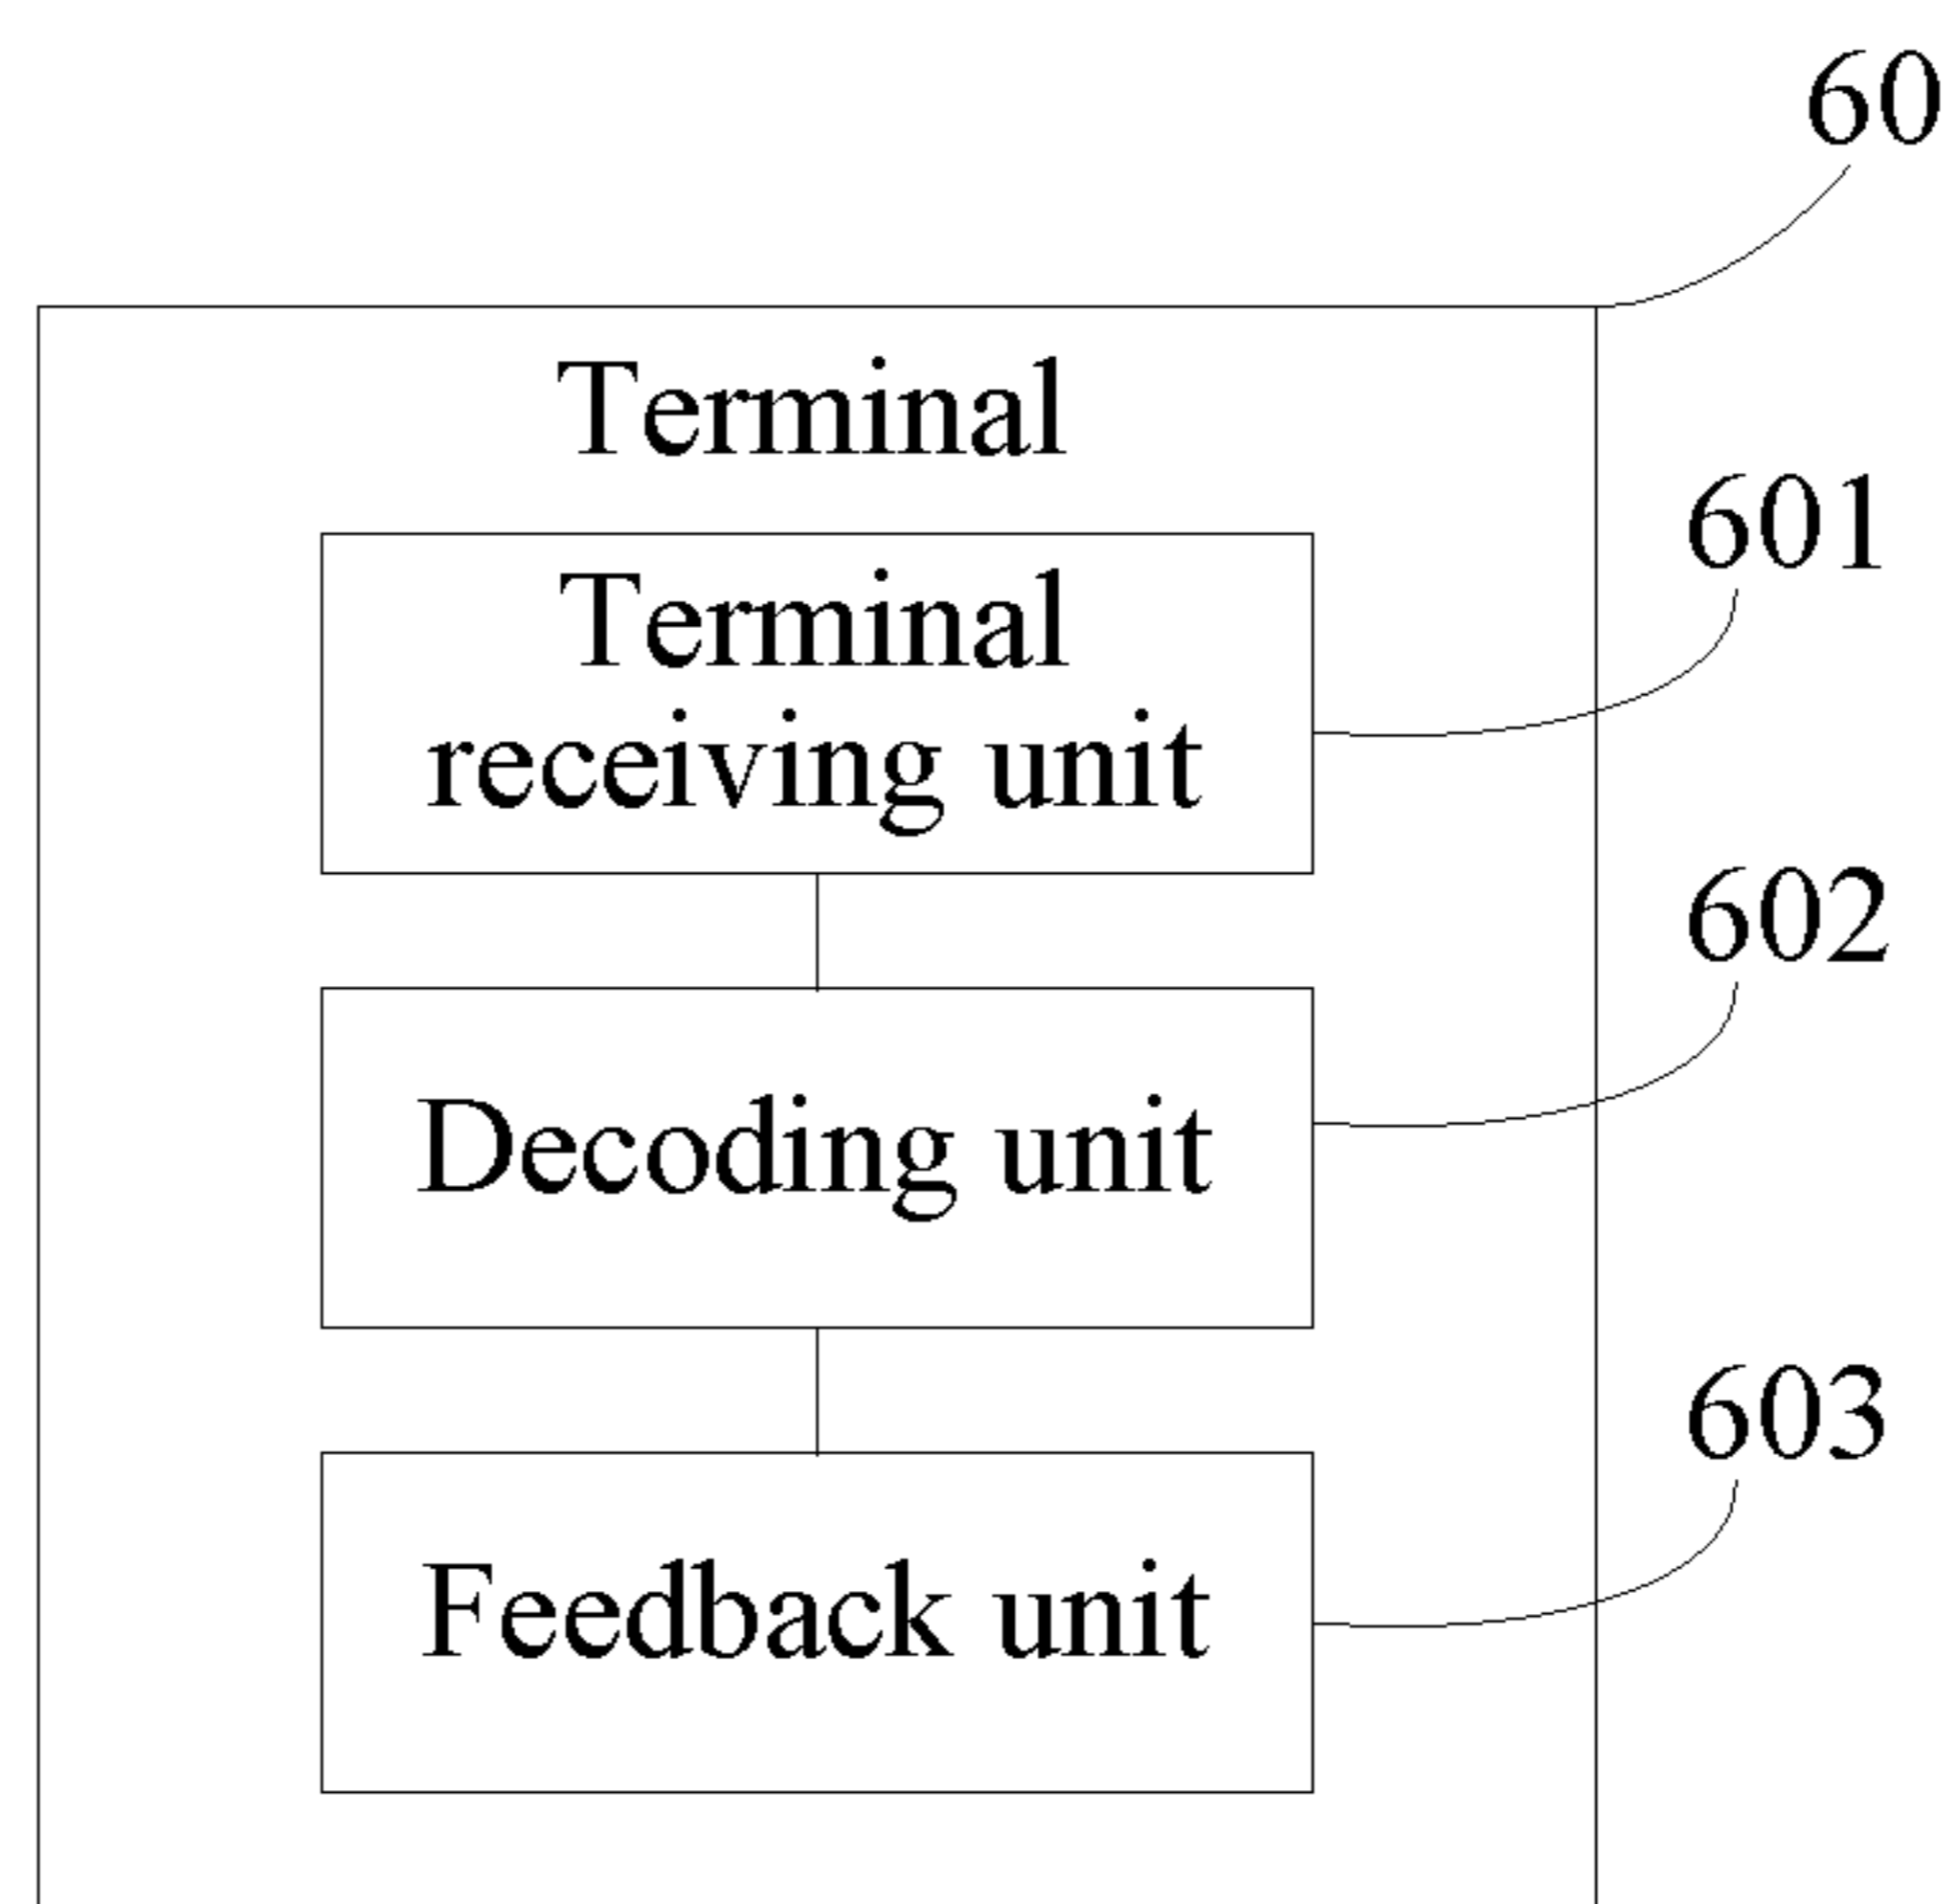 60
Terminal
601
Terminal
receiving unit
602
Decoding unit
603
Feedback unit